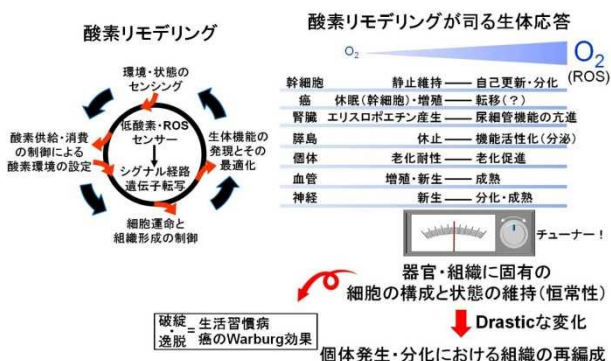 酸素リモデリング
環境・状態の
センシング
酸素供給・消費
の制御による
酸素環境の設定
低酸素・ROS
センサー
シグナル経路
遺伝子転写
生体機能の
発現とその
最適化
細胞運命と
組織形成の制御
酸素リモデリングが司る生体応答
O₂ O₂
(ROS)
幹細胞 静止維持 自己更新・分化
癌 休眠(幹細胞)・増殖 転移(?)
腎臓 エリスロポエチン産生 尿細管機能の亢進
膵島 休止 機能活性化(分泌)
個体 老化耐性 老化促進
血管 増殖・新生 成熟
神経 新生 分化・成熟
チューナー!
器官・組織に固有の
細胞の構成と状態の維持(恒常性)
破綻・逸脱 = 生活習慣病
癌のWarburg効果
Drasticな変化
個体発生・分化における組織の再編成